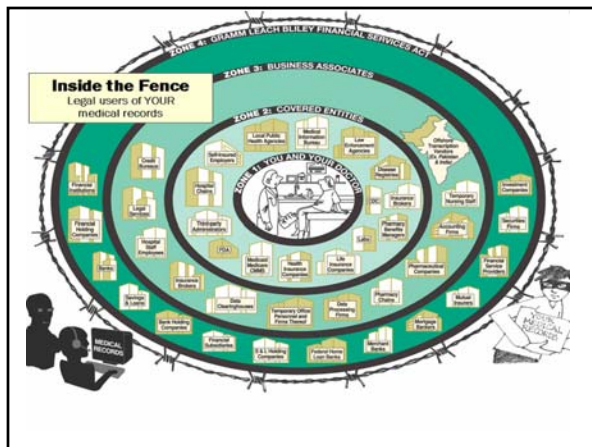 ZONE 4: GRAMM LEACH BLILEY FINANCIAL SERVICES ACT
ZONE 3: BUSINESS ASSOCIATES
Inside the Fence
Legal users of YOUR
medical records
ZONE 2: COVERED ENTITIES
Local Public
Health Agencies
Medical
Information
Bureau
Law
Enforcement
Agencies
Self-Insured
Employers
Offshore
Transcription
Vendors
Credit
Bureaus
ZONE 1: YOU AND YOUR DOCTOR
Disease
Registries
Financial
Institutions
Hospital
Chains
CDC
Insurance
Brokers
Temporary
Nursing Staff
Investment
Companies
Legal
Services
Financial
Holding
Companies
Third-party
Administrators
Pharmacy
Benefits
Managers
Accounting
Firms
Securities
Firms
Hospital
Staff
Employees
FDA
Labs
Banks
Medicaid
Medicare
Health
Insurance
Companies
Life
Insurance
Companies
Pharmaceutical
Companies
Financial
Service
Providers
Insurance
Brokers
Savings
& Loans
Data
Clearinghouses
Temporary Office
Personnel and
Firms Thereof
Data
Processing
Firms
Pharmacy
Chains
Mutual
Insurers
Bank Holding
Companies
Mortgage
Bankers
Financial
Subsidiaries
S & L Holding
Companies
Federal Home
Loan Banks
Merchant
Banks
MEDICAL
RECORDS
YOUR
MEDICAL
RECORDS